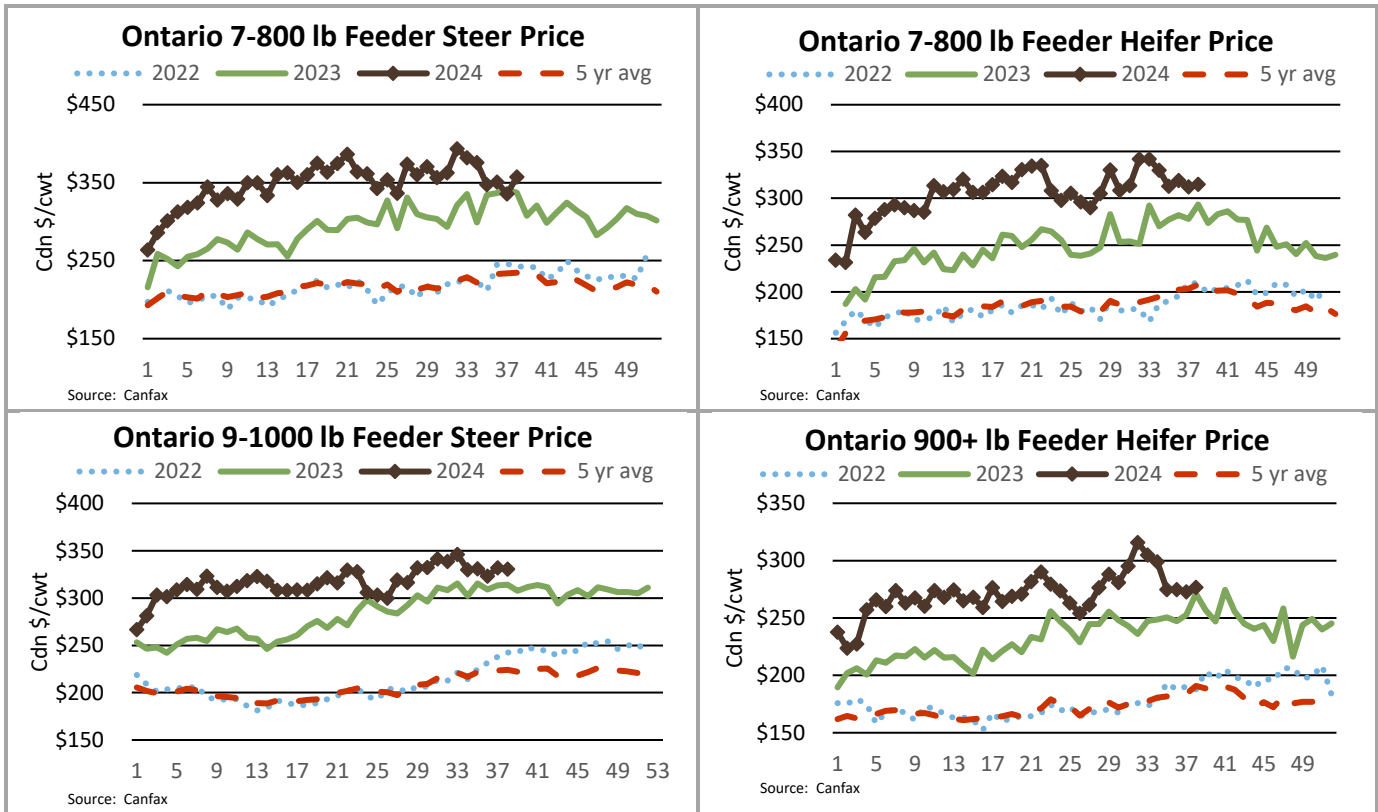 Ontario 7-800 lb Feeder Steer Price
2022 2023 2024 5 yr avg
Cdn $/cwt
$450
$350
$250
$150
1 5 9 13 17 21 25 29 33 37 41 45 49
Source: Canfax
Ontario 7-800 lb Feeder Heifer Price
2022 2023 2024 5 yr avg
Cdn $/cwt
$400
$350
$300
$250
$200
$150
1 5 9 13 17 21 25 29 33 37 41 45 49
Source: Canfax
Ontario 9-1000 lb Feeder Steer Price
2022 2023 2024 5 yr avg
Cdn $/cwt
$400
$350
$300
$250
$200
$150
1 5 9 13 17 21 25 29 33 37 41 45 49 53
Source: Canfax
Ontario 900+ lb Feeder Heifer Price
2022 2023 2024 5 yr avg
Cdn $/cwt
$350
$300
$250
$200
$150
1 5 9 13 17 21 25 29 33 37 41 45 49
Source: Canfax